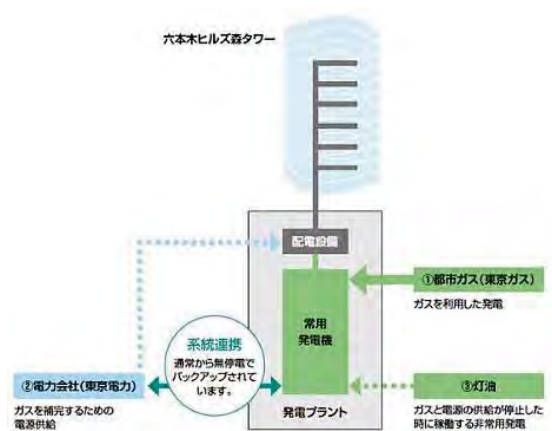 六本木ヒルズ森タワー
配電設備
①都市ガス(東京ガス)
ガスを利用した発電
常用
発電機
系統連携
通常から無停電で
バックアップされて
います。
②電力会社(東京電力)
ガスを補完するための
電源供給
③灯油
ガスと電源の供給が停止した
時に稼働する非常用発電
発電プラント